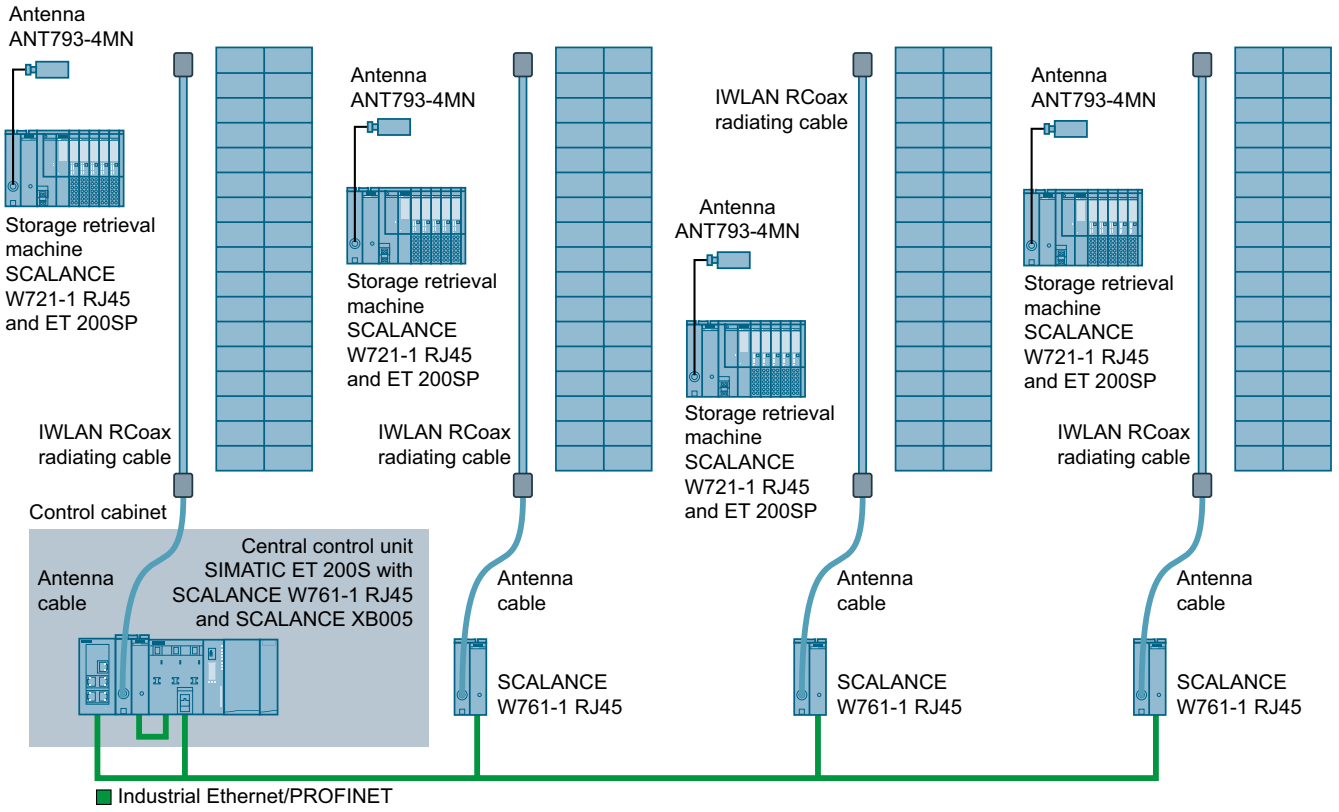 Antenna
ANT793-4MN
Storage retrieval
machine
SCALANCE
W721-1 RJ45
and ET 200SP
IWLAN RCoax
radiating cable
Antenna
ANT793-4MN
Storage retrieval
machine
SCALANCE
W721-1 RJ45
and ET 200SP
IWLAN RCoax
radiating cable
IWLAN RCoax
radiating cable
Antenna
ANT793-4MN
Storage retrieval
machine
SCALANCE
W721-1 RJ45
and ET 200SP
Antenna
ANT793-4MN
Storage retrieval
machine
SCALANCE
W721-1 RJ45
and ET 200SP
IWLAN RCoax
radiating cable
Control cabinet
Central control unit
SIMATIC ET 200S with
SCALANCE W761-1 RJ45
and SCALANCE XB005
Antenna
cable
Antenna
cable
SCALANCE
W761-1 RJ45
Antenna
cable
SCALANCE
W761-1 RJ45
Antenna
cable
SCALANCE
W761-1 RJ45
Industrial Ethernet/PROFINET